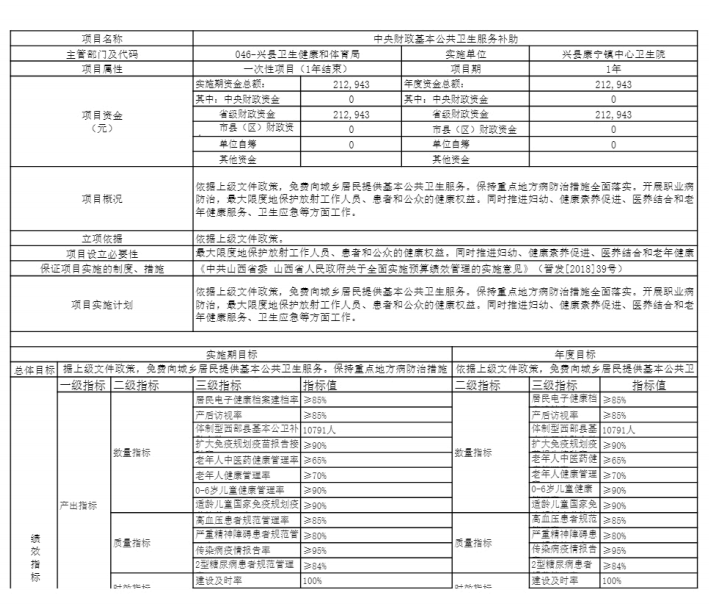 项目名称 中央财政基本公共卫生服务补助
主管部门及代码 046-兴县卫生健康和体育局 实施单位 兴县康宁镇中心卫生院
项目属性 一次性项目（1年结束） 项目期 1年
项目资金（元） 实施期资金总额： 212,943 年度资金总额： 212,943
其中：中央财政资金 0 其中：中央财政资金 0
省级财政资金 212,943 省级财政资金 212,943
市县（区）财政资 0 市县（区）财政资金 0
单位自筹 0 单位自筹 0
其他资金 其他资金
项目概况 依据上级文件政策，免费向城乡居民提供基本公共卫生服务。保持重点地方病防治措施全面落实。开展职业病
防治，最大限度地保护放射工作人员、患者和公众的健康权益。同时推进妇幼、健康素养促进、医养结合和老
年健康服务、卫生应急等方面工作。
立项依据 依据上级文件政策。
项目设立必要性 最大限度地保护放射工作人员、患者和公众的健康权益。同时推进妇幼、健康素养促进、医养结合和老年健康
保证项目实施的制度、措施 《中共山西省委 山西省人民政府关于全面实施预算绩效管理的实施意见》（晋发[2018]39号）
项目实施计划 依据上级文件政策，免费向城乡居民提供基本公共卫生服务。保持重点地方病防治措施全面落实。开展职业病
防治，最大限度地保护放射工作人员、患者和公众的健康权益。同时推进妇幼、健康素养促进、医养结合和老
年健康服务、卫生应急等方面工作。
实施期目标 年度目标
总体目标 据上级文件政策，免费向城乡居民提供基本公共卫生服务。保持重点地方病防治措施 依据上级文件政策，免费向城乡居民提供基本公共卫
一级指标 二级指标 三级指标 指标值 二级指标 三级指标 指标值
绩效指标 产出指标 数量指标 居民电子健康档案建档率 ≥85% 数量指标 居民电子健康档 ≥85%
产后访视率 ≥85% 产后访视率 ≥85%
体制型西部县基本公卫补 10791人 体制型西部县基 10791人
扩大免疫规划疫苗报告接 ≥90% 扩大免疫规划疫 ≥90%
老年人中医药健康管理率 ≥65% 老年人中医药健 ≥65%
老年人健康管理率 ≥70% 老年人健康管理 ≥70%
0-6岁儿童健康管理率 ≥90% 0-6岁儿童健康 ≥90%
适龄儿童国家免疫规划疫 ≥90% 适龄儿童国家免 ≥90%
质量指标 高血压患者规范管理率 ≥85% 质量指标 高血压患者规范 ≥85%
严重精神障碍患者规范管 ≥80% 严重精神障碍患 ≥80%
传染病疫情报告率 ≥95% 传染病疫情报告 ≥95%
2型糖尿病患者规范管理 ≥84% 2型糖尿病患者 ≥84%
时效指标 建设及时率 100% 时效指标 建设及时率 100%